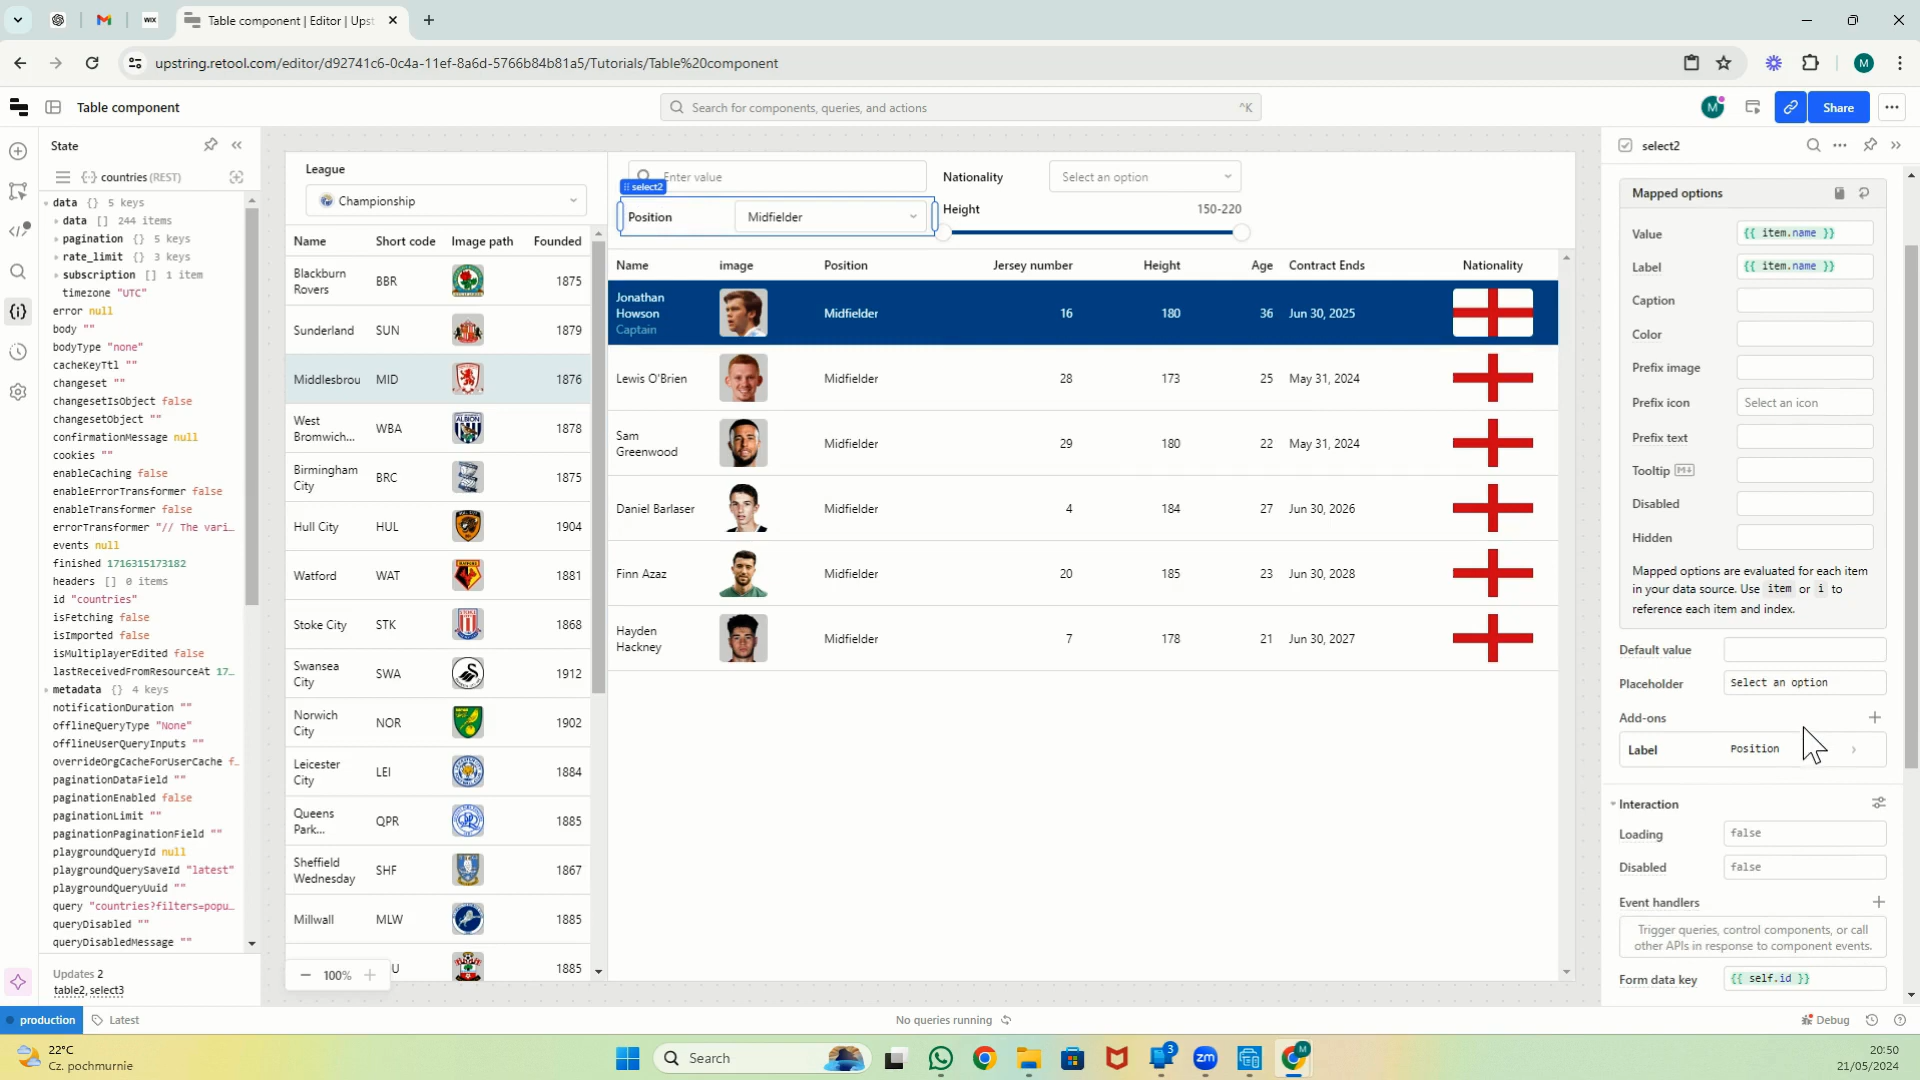 WIX
Table component | Editor | Upst
upstring.retool.com/editor/d92741c6-0c4a-11ef-8a6d-5766b84b81a5/Tutorials/Table%20component
M
Table component
Search for components, queries, and actions
^K
M
Share
State
countries (REST)
data {} 5 keys
data [] 244 items
pagination {} 5 keys
rate_limit {} 3 keys
subscription [] 1 item
timezone "UTC"
error null
body ""
bodyType "none"
cacheKeyTtl ""
changeset ""
changesetIsObject false
changesetObject ""
confirmationMessage null
cookies ""
enableCaching false
enableErrorTransformer false
enableTransformer false
errorTransformer "// The vari…
events null
finished 1716315173182
headers [] 0 items
id "countries"
isFetching false
isImported false
isMultiplayerEdited false
lastReceivedFromResourceAt 17…
metadata {} 4 keys
notificationDuration ""
offlineQueryType "None"
offlineUserQueryInputs ""
overrideOrgCacheForUserCache f…
paginationDataField ""
paginationEnabled false
paginationLimit ""
paginationPaginationField ""
playgroundQueryId null
playgroundQuerySaveId "latest"
playgroundQueryUuid ""
query "countries?filters=popu…
queryDisabled ""
queryDisabledMessage ""
Updates 2
table2, select3
League
Championship
Name Short code Image path Founded
Blackburn Rovers BBR 1875
Sunderland SUN 1879
Middlesbrou MID 1876
West Bromwich... WBA 1878
Birmingham City BRC 1875
Hull City HUL 1904
Watford WAT 1881
Stoke City STK 1868
Swansea City SWA 1912
Norwich City NOR 1902
Leicester City LEI 1884
Queens Park... QPR 1885
Sheffield Wednesday SHF 1867
Millwall MLW 1885
U 1885
100%
Enter value
select2
Nationality
Select an option
Position
Midfielder
Height
150-220
Name image Position Jersey number Height Age Contract Ends Nationality
Jonathan Howson Captain Midfielder 16 180 36 Jun 30, 2025
Lewis O'Brien Midfielder 28 173 25 May 31, 2024
Sam Greenwood Midfielder 29 180 22 May 31, 2024
Daniel Barlaser Midfielder 4 184 27 Jun 30, 2026
Finn Azaz Midfielder 20 185 23 Jun 30, 2028
Hayden Hackney Midfielder 7 178 21 Jun 30, 2027
select2
Mapped options
Value {{ item.name }}
Label {{ item.name }}
Caption
Color
Prefix image
Prefix icon Select an icon
Prefix text
Tooltip
Disabled
Hidden
Mapped options are evaluated for each item
in your data source. Use item or i to
reference each item and index.
Default value
Placeholder Select an option
Add-ons
Label Position
Interaction
Loading false
Disabled false
Event handlers
Trigger queries, control components, or call
other APIs in response to component events.
Form data key {{ self.id }}
production
Latest
No queries running
Debug
22°C
Cz. pochmurnie
Search
3
zm
M
20:50
21/05/2024